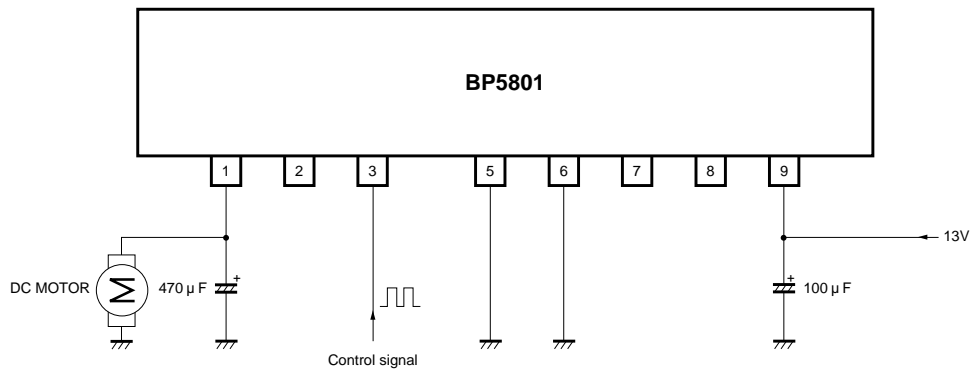 BP5801
1 2 3 5 6 7 8 9
13V
DC MOTOR M 470 µ F + + 100 µ F
Control signal